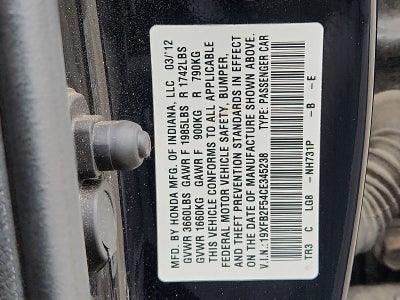 MFD. BY HONDA MFG. OF INDIANA, LLC 03/12
GVWR 3660LBS GAWR F 1985LBS R 1742LBS
GVWR 1660KG GAWR F 900KG R 790KG
THIS VEHICLE CONFORMS TO ALL APPLICABLE
FEDERAL MOTOR VEHICLE SAFETY, BUMPER,
AND THEFT PREVENTION STANDARDS IN EFFECT
ON THE DATE OF MANUFACTURE SHOWN ABOVE.
V.I.N.: 19XFB2F54CE345238 TYPE: PASSENGER CAR
TR3 C LG8 -NH731P -B -E